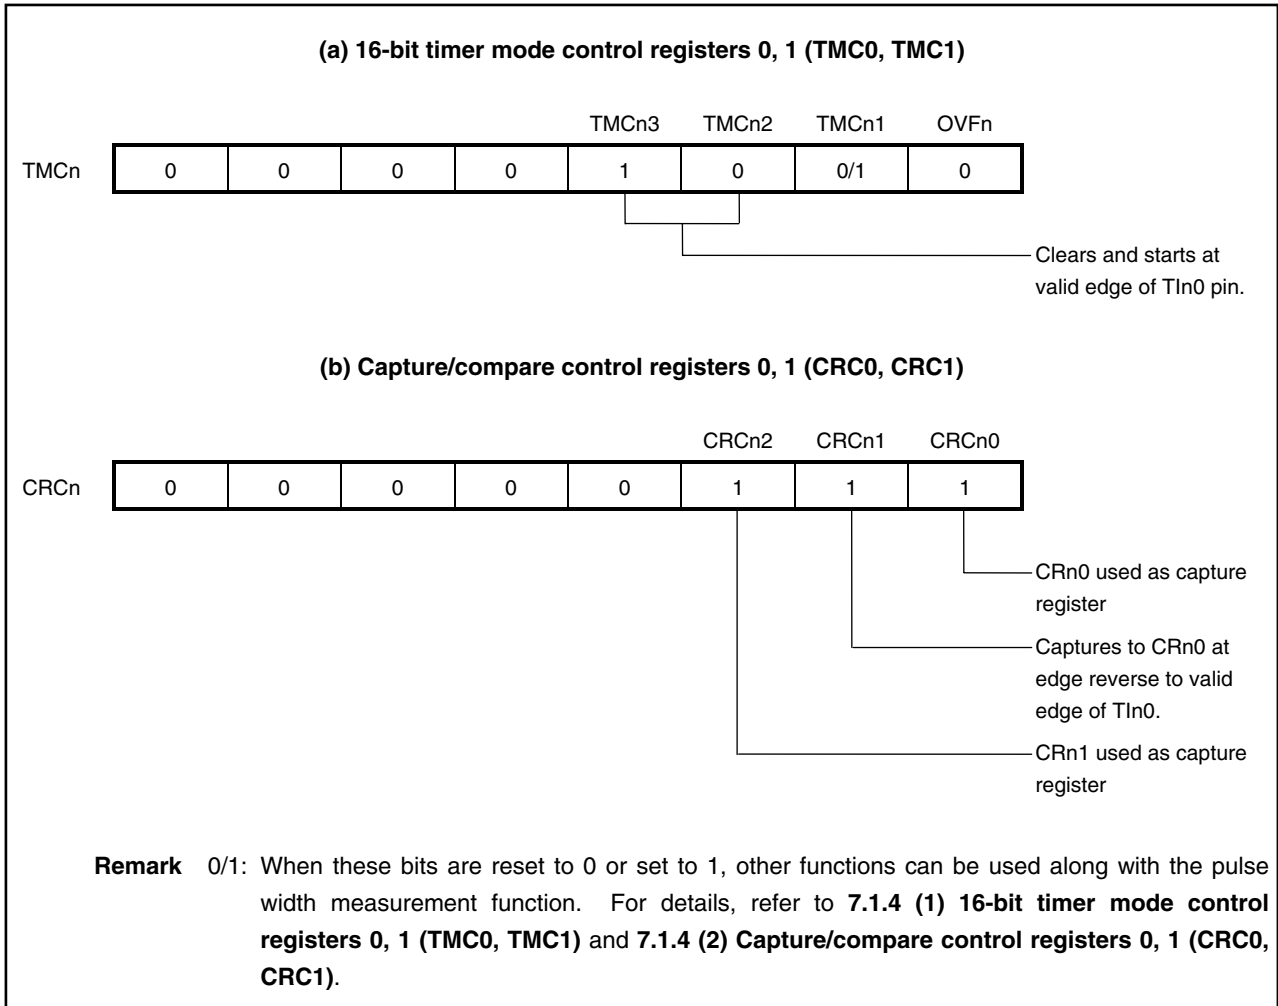 (a) 16-bit timer mode control registers 0, 1 (TMC0, TMC1)
TMCn3 TMCn2 TMCn1 OVFn
TMCn 0 0 0 0 1 0 0/1 0
Clears and starts at
valid edge of TIn0 pin.
(b) Capture/compare control registers 0, 1 (CRC0, CRC1)
CRCn2 CRCn1 CRCn0
CRCn 0 0 0 0 0 1 1 1
CRn0 used as capture
register
Captures to CRn0 at
edge reverse to valid
edge of TIn0.
CRn1 used as capture
register
Remark 0/1: When these bits are reset to 0 or set to 1, other functions can be used along with the pulse
width measurement function. For details, refer to 7.1.4 (1) 16-bit timer mode control
registers 0, 1 (TMC0, TMC1) and 7.1.4 (2) Capture/compare control registers 0, 1 (CRC0,
CRC1).